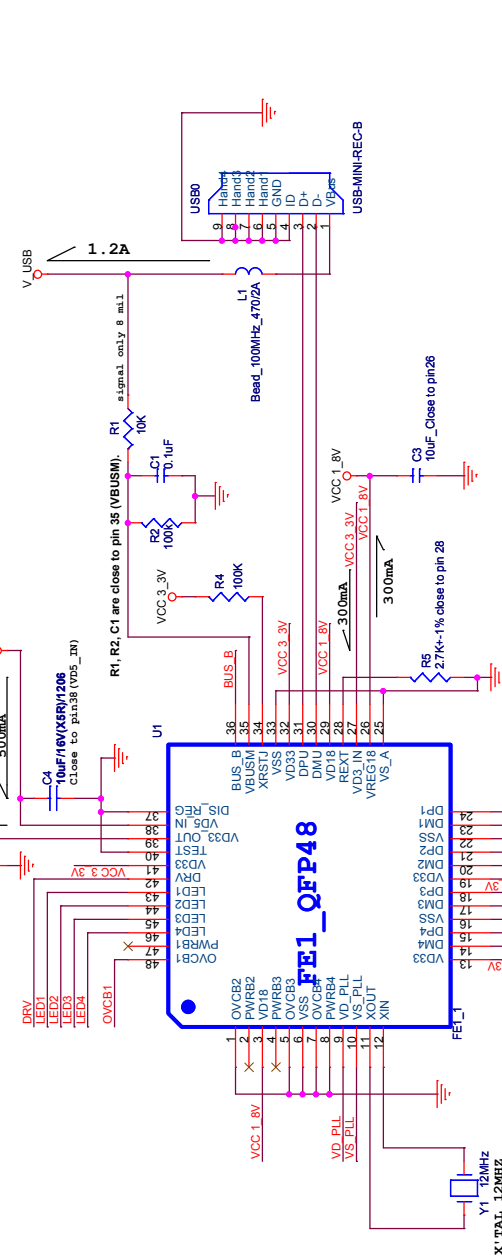 USB-MINI-REC-B
USB0
Hand4
Hand3
Hand2
Hand1
GND
ID
D+
D-
VBus
9
8
7
6
5
4
3
2
1
V_USB
1.2A
L1
Bead_100MHz_470/2A
signal only 8 mil
R1
10K
C1
0.1uF
R2
100K
R1, R2, C1 are close to pin 35 (VBUSM).
VCC 3_3V
R4
100K
VCC 1_8V
C3
10uF_Close to pin26
VCC 3_3V
VCC 1_8V
300mA
300mA
BUS_B
VCC 3_3V
VCC 1_8V
R5
2.7K+-1% close to pin 28
500mA
C4
10uF/16V(X5R)/1206
Close to pin38 (VD5_IN)
U1
36
35
34
33
32
31
30
29
28
27
26
25
BUS_B
VBUSM
XRSTJ
VSS
VD33
DPU
DMU
VD18
REXT
VD3_IN
VREG18
VS_A
37
38
39
40
41
42
43
44
45
46
47
48
DIS_REG
VD5_IN
VD33_OUT
TEST
VD33
DRV
LED1
LED2
LED3
LED4
PWRB1
OVCB1
VCC 3_3V
DRV
LED1
LED2
LED3
LED4
OVCB1
FE1_QFP48
24
23
22
21
20
19
18
17
16
15
14
13
DP1
DM1
VSS
DP2
DM2
VD33
DP3
DM3
VSS
DP4
DM4
VD33
3V
3V
OVCB2
PWRB2
VD18
PWRB3
OVCB3
VSS
OVCB4
PWRB4
VD_PLL
VS_PLL
XOUT
XIN
1
2
3
4
5
6
7
8
9
10
11
12
FE1_1
VCC 1_8V
VD_PLL
VS_PLL
Y1
12MHz
X'TAL 12MHZ